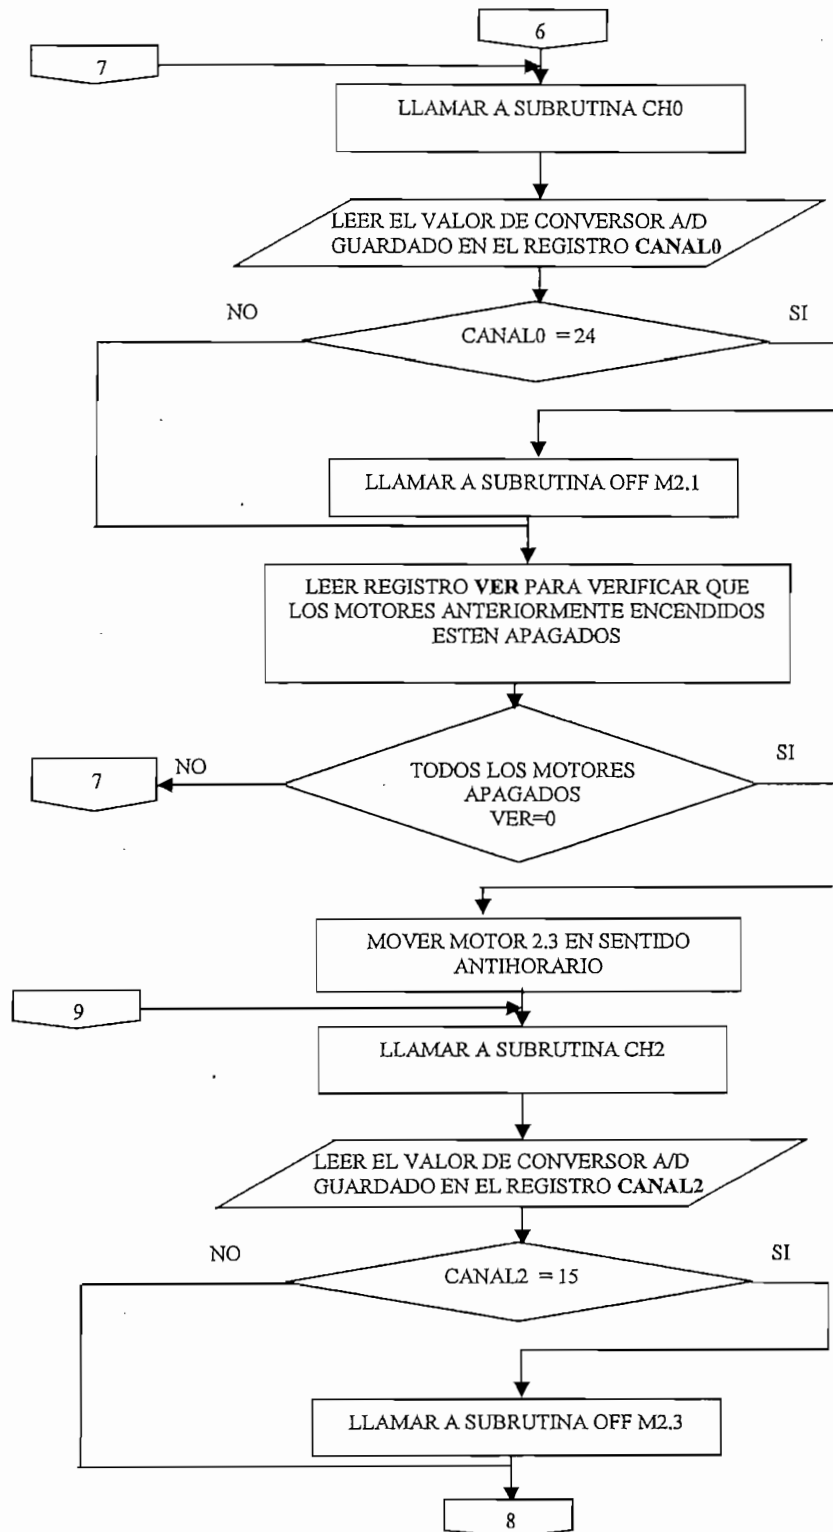 6
7
LLAMAR A SUBRUTINA CH0
LEER EL VALOR DE CONVERSOR A/D
GUARDADO EN EL REGISTRO CANAL0
NO
SI
CANAL0 = 24
LLAMAR A SUBRUTINA OFF M2.1
LEER REGISTRO VER PARA VERIFICAR QUE
LOS MOTORES ANTERIORMENTE ENCENDIDOS
ESTEN APAGADOS
7
NO
SI
TODOS LOS MOTORES
APAGADOS
VER=0
MOVER MOTOR 2.3 EN SENTIDO
ANTIHORARIO
9
LLAMAR A SUBRUTINA CH2
LEER EL VALOR DE CONVERSOR A/D
GUARDADO EN EL REGISTRO CANAL2
NO
SI
CANAL2 = 15
LLAMAR A SUBRUTINA OFF M2.3
8